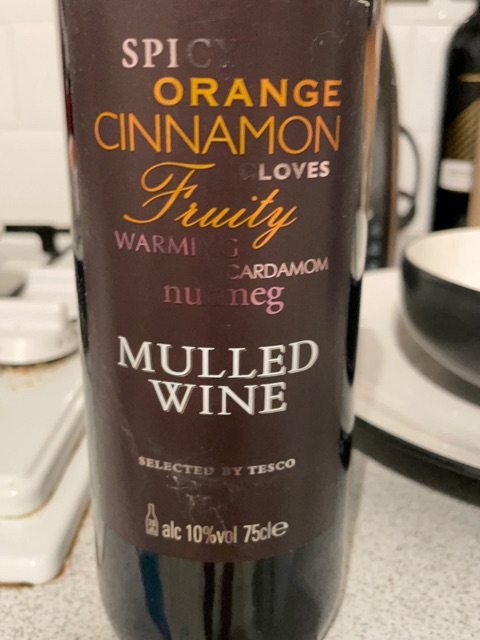 SPICY
ORANGE
CINNAMON
CLOVES
Fruity
WARMING
CARDAMOM
nutmeg
MULLED
WINE
SELECTED BY TESCO
alc 10%vol 75cl e